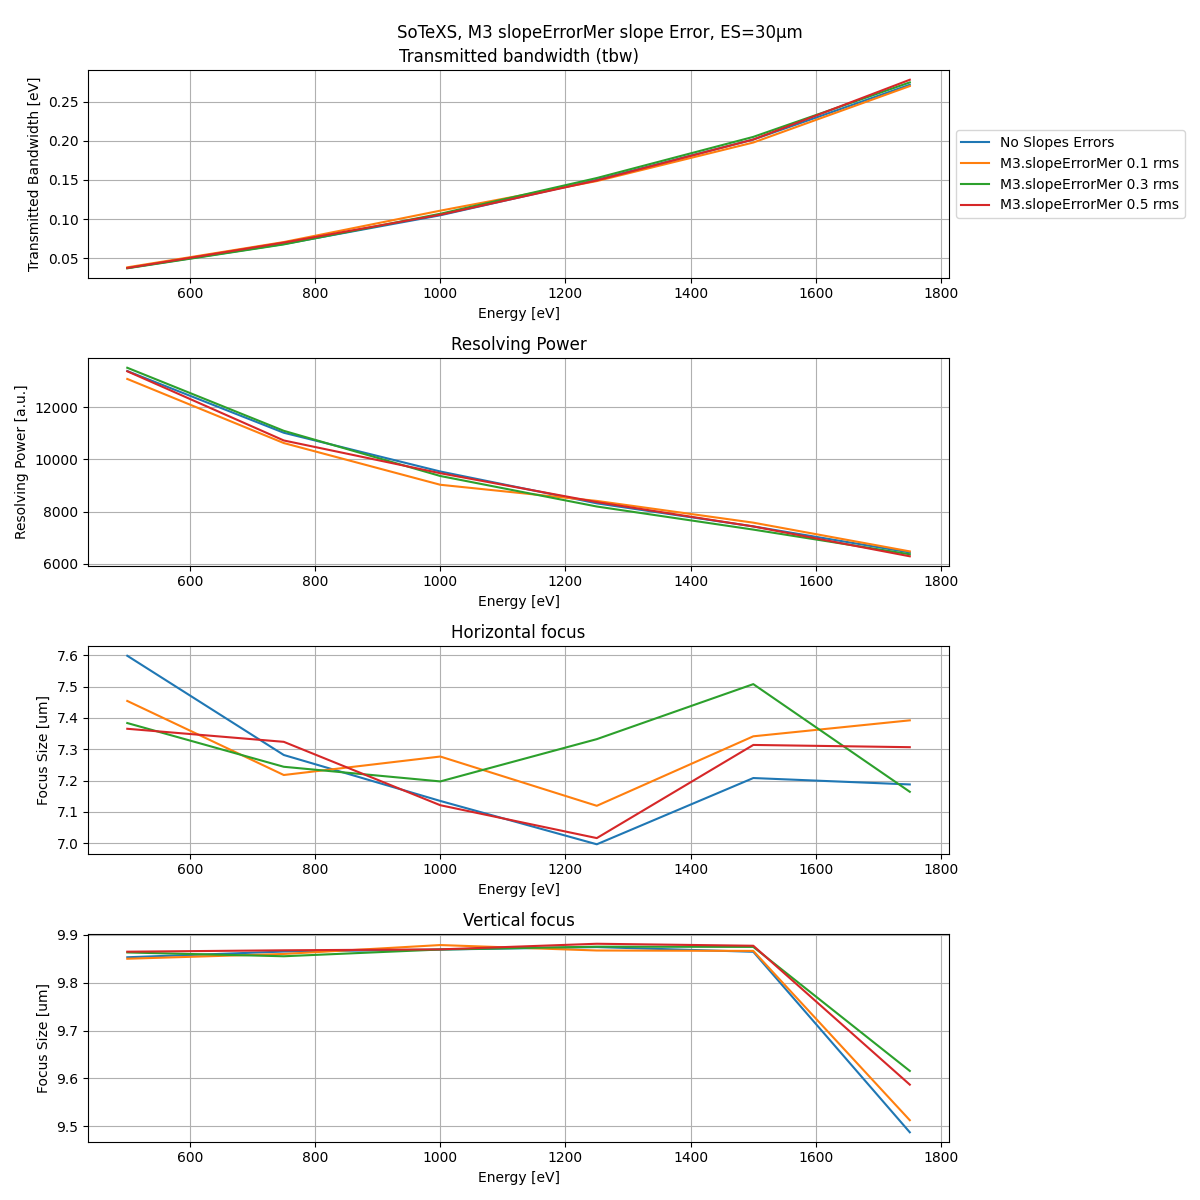 SoTeXS, M3 slopeErrorMer slope Error, ES=30μm
Transmitted bandwidth (tbw)
Transmitted Bandwidth [eV]
0.25
0.20
0.15
0.10
0.05
600 800 1000 1200 1400 1600 1800
Energy [eV]
No Slopes Errors
M3.slopeErrorMer 0.1 rms
M3.slopeErrorMer 0.3 rms
M3.slopeErrorMer 0.5 rms
Resolving Power
Resolving Power [a.u.]
12000
10000
8000
6000
600 800 1000 1200 1400 1600 1800
Energy [eV]
Horizontal focus
Focus Size [um]
7.6
7.5
7.4
7.3
7.2
7.1
7.0
600 800 1000 1200 1400 1600 1800
Energy [eV]
Vertical focus
Focus Size [um]
9.9
9.8
9.7
9.6
9.5
600 800 1000 1200 1400 1600 1800
Energy [eV]